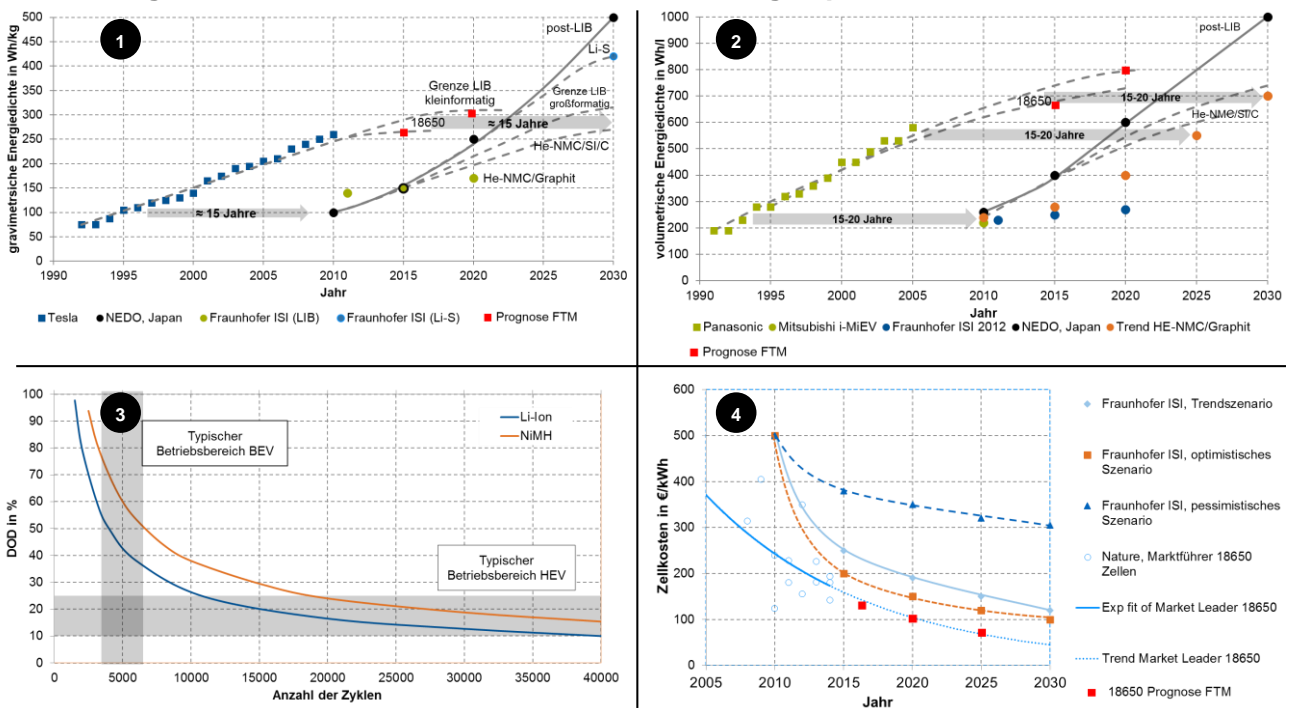 1
gravimetrsiche Energiedichte in Wh/kg
500
450
400
350
300
250
200
150
100
50
0
post-LIB
Li-S
Grenze LIB
kleinformatig
Grenze LIB
großformatig
18650
≈ 15 Jahre
He-NMC/SI/C
He-NMC/Graphit
≈ 15 Jahre
1990 1995 2000 2005 2010 2015 2020 2025 2030
Jahr
Tesla NEDO, Japan Fraunhofer ISI (LIB) Fraunhofer ISI (Li-S) Prognose FTM
2
volumetrische Energiedichte in Wh/l
1000
900
800
700
600
500
400
300
200
100
0
post-LIB
18650
15-20 Jahre
He-NMC/SI/C
15-20 Jahre
15-20 Jahre
1990 1995 2000 2005 2010 2015 2020 2025 2030
Jahr
Panasonic Mitsubishi i-MiEV Fraunhofer ISI 2012 NEDO, Japan Trend HE-NMC/Graphit
Prognose FTM
3
DOD in %
100
90
80
70
60
50
40
30
20
10
0
Typischer
Betriebsbereich BEV
Li-Ion
NiMH
Typischer
Betriebsbereich HEV
0 5000 10000 15000 20000 25000 30000 35000 40000
Anzahl der Zyklen
4
Zellkosten in €/kWh
600
500
400
300
200
100
0
2005 2010 2015 2020 2025 2030
Jahr
Fraunhofer ISI, Trendszenario
Fraunhofer ISI, optimistisches
Szenario
Fraunhofer ISI, pessimistisches
Szenario
Nature, Marktführer 18650
Zellen
Exp fit of Market Leader 18650
Trend Market Leader 18650
18650 Prognose FTM